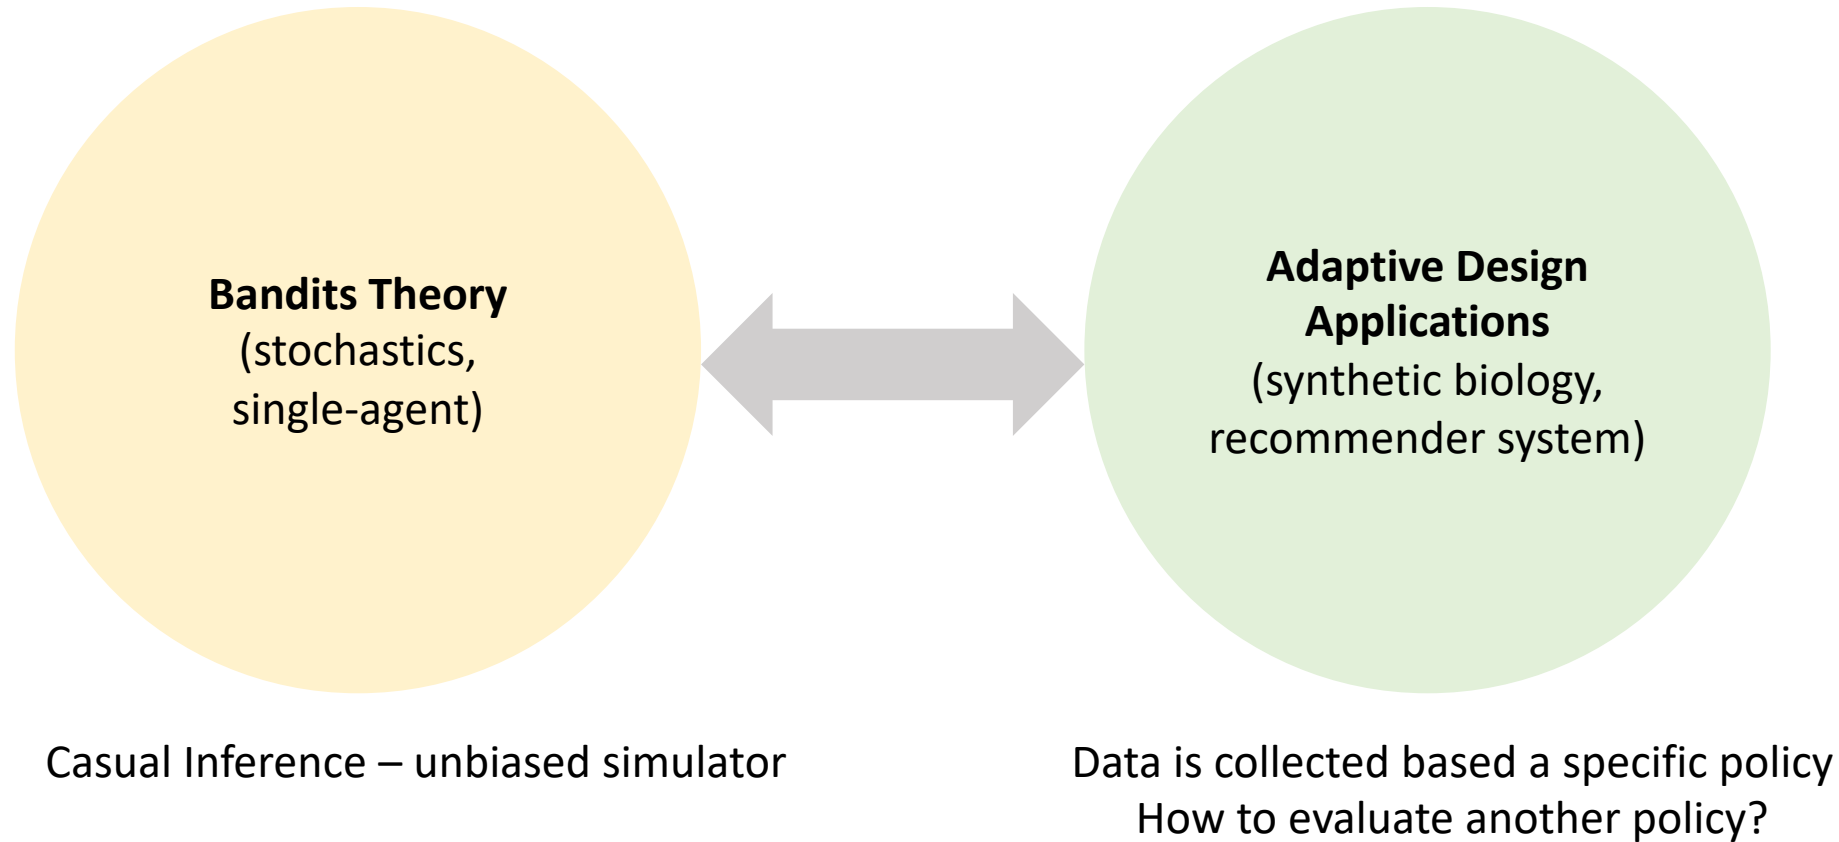 Bandits Theory
(stochastics,
single-agent)
Adaptive Design
Applications
(synthetic biology,
recommender system)
Casual Inference – unbiased simulator
Data is collected based a specific policy
How to evaluate another policy?